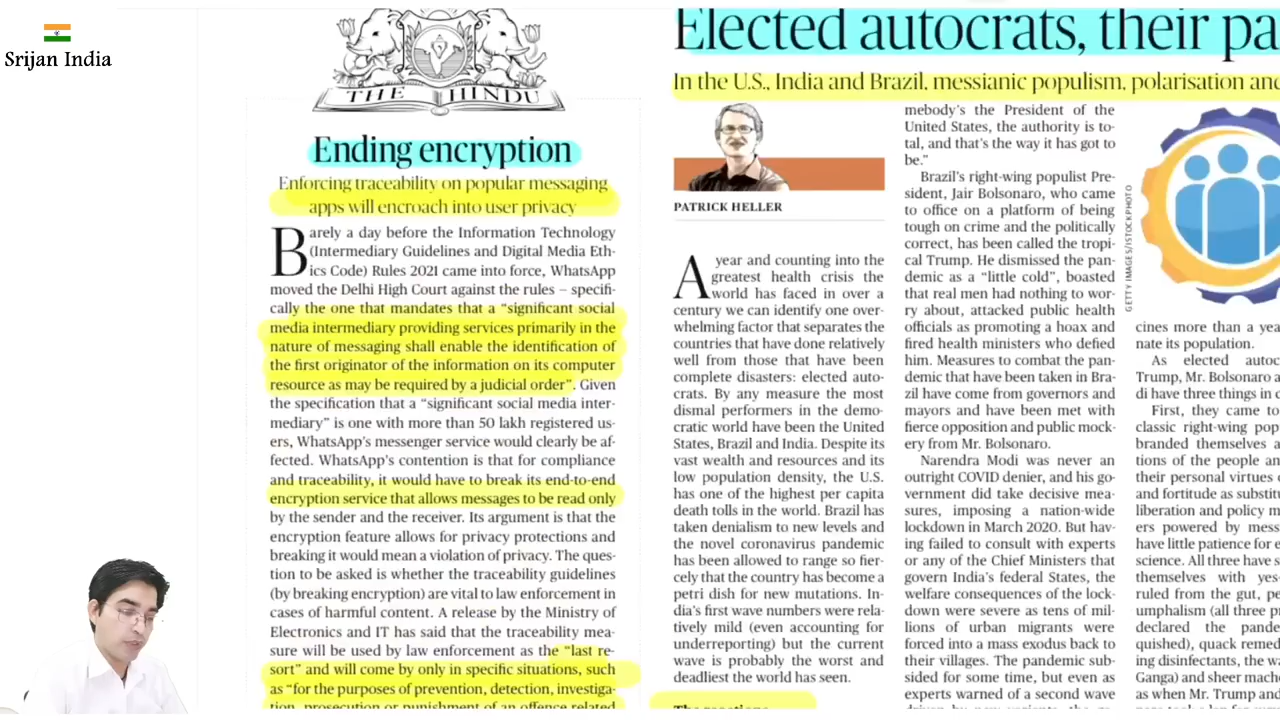 Srijan India
THE HINDU
Ending encryption
Enforcing traceability on popular messaging
apps will encroach into user privacy
Barely a day before the Information Technology
(Intermediary Guidelines and Digital Media Eth-
ics Code) Rules 2021 came into force, WhatsApp
moved the Delhi High Court against the rules – specifi-
cally the one that mandates that a “significant social
media intermediary providing services primarily in the
nature of messaging shall enable the identification of
the first originator of the information on its computer
resource as may be required by a judicial order”. Given
the specification that a “significant social media inter-
mediary” is one with more than 50 lakh registered us-
ers, WhatsApp’s messenger service would clearly be af-
fected. WhatsApp’s contention is that for compliance
and traceability, it would have to break its end-to-end
encryption service that allows messages to be read only
by the sender and the receiver. Its argument is that the
encryption feature allows for privacy protections and
breaking it would mean a violation of privacy. The ques-
tion to be asked is whether the traceability guidelines
(by breaking encryption) are vital to law enforcement in
cases of harmful content. A release by the Ministry of
Electronics and IT has said that the traceability mea-
sure will be used by law enforcement as the “last re-
sort” and will come by only in specific situations, such
as “for the purposes of prevention, detection, investiga-
tion, prosecution or punishment of an offence related
Elected autocrats, their pa
In the U.S., India and Brazil, messianic populism, polarisation and
PATRICK HELLER
A year and counting into the
greatest health crisis the
world has faced in over a
century we can identify one over-
whelming factor that separates the
countries that have done relatively
well from those that have been
complete disasters: elected auto-
crats. By any measure the most
dismal performers in the demo-
cratic world have been the United
States, Brazil and India. Despite its
vast wealth and resources and its
low population density, the U.S.
has one of the highest per capita
death tolls in the world. Brazil has
taken denialism to new levels and
the novel coronavirus pandemic
has been allowed to range so fier-
cely that the country has become a
petri dish for new mutations. In-
dia’s first wave numbers were rela-
tively mild (even accounting for
underreporting) but the current
wave is probably the worst and
deadliest the world has seen.
The reactions
mebody’s the President of the
United States, the authority is to-
tal, and that’s the way it has got to
be.”
Brazil’s right-wing populist Pre-
sident, Jair Bolsonaro, who came
to office on a platform of being
tough on crime and the politically
correct, has been called the tropi-
cal Trump. He dismissed the pan-
demic as a “little cold”, boasted
that real men had nothing to wor-
ry about, attacked public health
officials as promoting a hoax and
fired health ministers who defied
him. Measures to combat the pan-
demic that have been taken in Bra-
zil have come from governors and
mayors and have been met with
fierce opposition and public mock-
ery from Mr. Bolsonaro.
Narendra Modi was never an
outright COVID denier, and his go-
vernment did take decisive mea-
sures, imposing a nation-wide
lockdown in March 2020. But hav-
ing failed to consult with experts
or any of the Chief Ministers that
govern India’s federal States, the
welfare consequences of the lock-
down were severe as tens of mil-
lions of urban migrants were
forced into a mass exodus back to
their villages. The pandemic sub-
sided for some time, but even as
experts warned of a second wave
GETTY IMAGES/ISTOCKPHOTO
cines more than a yea
nate its population.
As elected autoc
Trump, Mr. Bolsonaro a
di have three things in c
First, they came to
classic right-wing pop
branded themselves a
tions of the people an
their personal virtues
and fortitude as substit
liberation and policy m
ers powered by mess
have little patience for e
science. All three have s
themselves with yes-
ruled from the gut, pe
umphalism (all three pr
declared the pande
quished), quack remed
ing disinfectants, the wa
Ganga) and sheer mach
as when Mr. Trump and